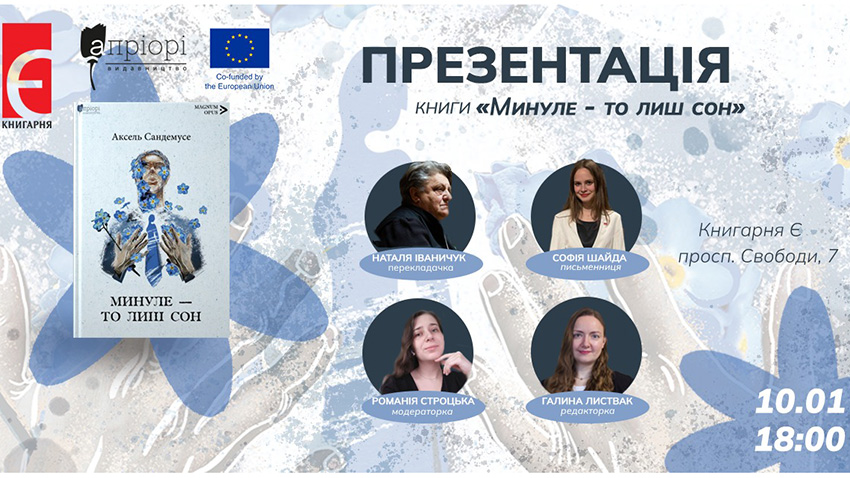 Є
КНИГАРНЯ
апріорі
видавництво
Co-funded by
the European Union
ПРЕЗЕНТАЦІЯ
КНИГИ «МИНУЛЕ - ТО ЛИШ СОН»
апріорі
MAGNUM
OPUS
Аксель Сандемусе
МИНУЛЕ —
ТО ЛИШ СОН
НАТАЛЯ ІВАНИЧУК
перекладачка
СОФІЯ ШАЙДА
письменниця
РОМАНІЯ СТРОЦЬКА
модераторка
ГАЛИНА ЛИСТВАК
редакторка
Книгарня Є
просп. Свободи, 7
10.01
18:00